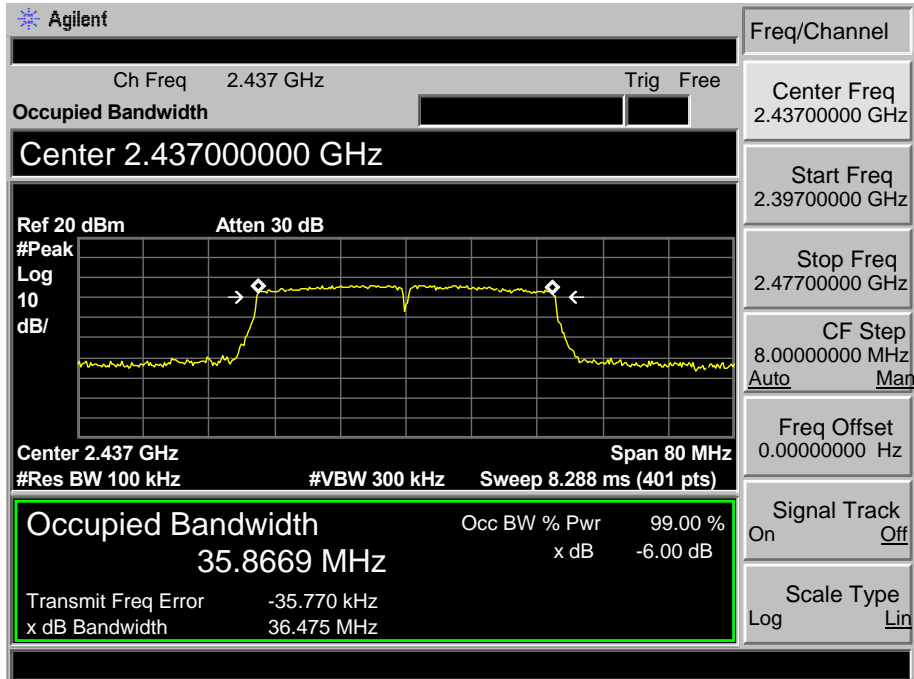 Agilent
Freq/Channel
Ch Freq 2.437 GHz Trig Free
Occupied Bandwidth
Center 2.437000000 GHz
Ref 20 dBm Atten 30 dB
#Peak
Log
10
dB/
Center 2.437 GHz Span 80 MHz
#Res BW 100 kHz #VBW 300 kHz Sweep 8.288 ms (401 pts)
Occupied Bandwidth
35.8669 MHz
Occ BW % Pwr 99.00 %
x dB -6.00 dB
Transmit Freq Error -35.770 kHz
x dB Bandwidth 36.475 MHz
Center Freq
2.43700000 GHz
Start Freq
2.39700000 GHz
Stop Freq
2.47700000 GHz
CF Step
8.00000000 MHz
Auto Man
Freq Offset
0.00000000 Hz
Signal Track
On Off
Scale Type
Log Lin